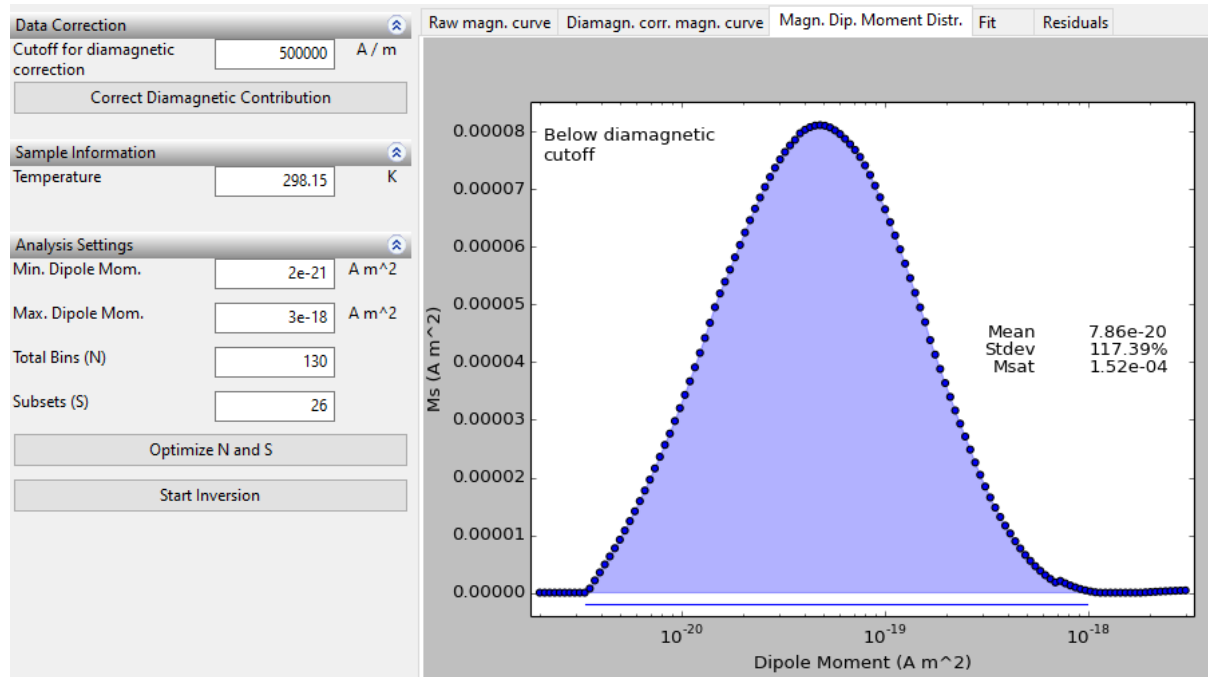 Data Correction
Cutoff for diamagnetic
correction
500000
A / m
Correct Diamagnetic Contribution
Sample Information
Temperature
298.15
K
Analysis Settings
Min. Dipole Mom.
2e-21
A m^2
Max. Dipole Mom.
3e-18
A m^2
Total Bins (N)
130
Subsets (S)
26
Optimize N and S
Start Inversion
Raw magn. curve
Diamagn. corr. magn. curve
Magn. Dip. Moment Distr.
Fit
Residuals
Below diamagnetic
cutoff
0.00008
0.00007
0.00006
0.00005
0.00004
0.00003
0.00002
0.00001
0.00000
Ms (A m^2)
Mean 7.86e-20
Stdev 117.39%
Msat 1.52e-04
10^-20
10^-19
10^-18
Dipole Moment (A m^2)